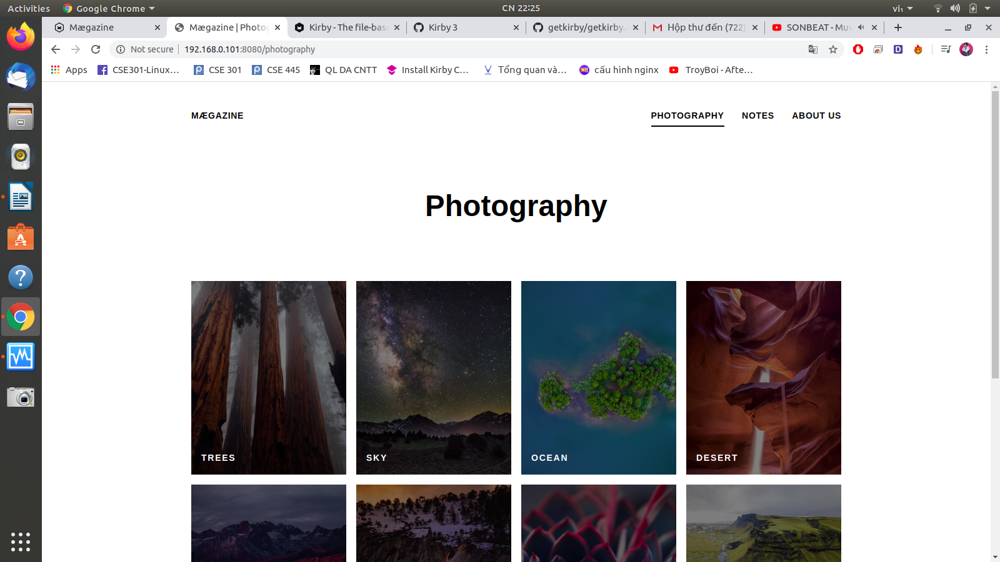 Activities Google Chrome CN 22:25 vi₁
Mægazine Mægazine | Photog Kirby - The file-bas Kirby 3 getkirby/getkirby. Hộp thư đến (722) SONBEAT - Muv
Not secure 192.168.0.101:8080/photography
Apps CSE301-Linux... CSE 301 CSE 445 QL DA CNTT Install Kirby C... Tổng quan và... cấu hình nginx TroyBoi - Afte...
MÆGAZINE PHOTOGRAPHY NOTES ABOUT US
Photography
TREES SKY OCEAN DESERT